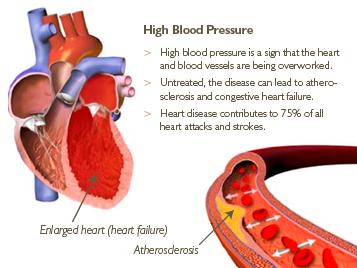 High Blood Pressure
> High blood pressure is a sign that the heart
and blood vessels are being overworked.
> Untreated, the disease can lead to athero-
sclerosis and congestive heart failure.
> Heart disease contributes to 75% of all
heart attacks and strokes.
Enlarged heart (heart failure)
Atherosclerosis